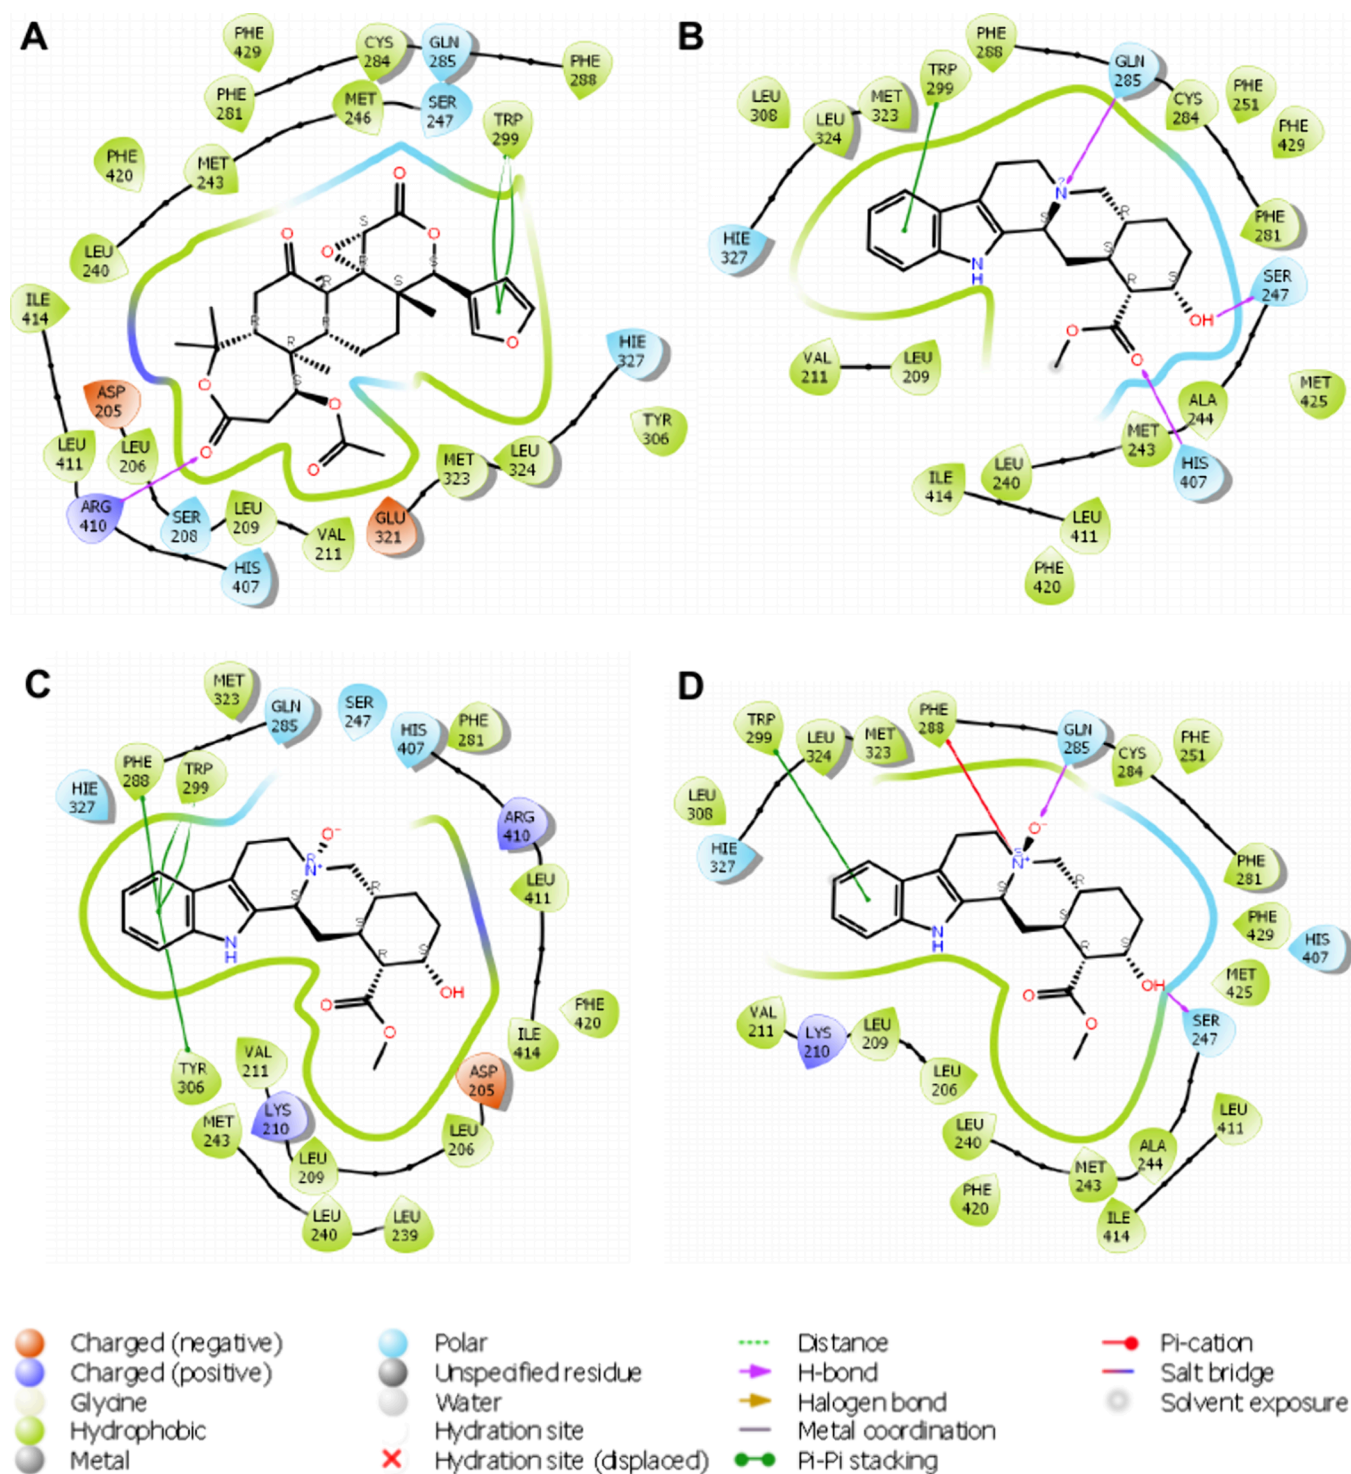 A
PHE
429
CYS
284
GLN
285
PHE
288
PHE
281
MET
246
SER
247
TRP
299
PHE
420
MET
243
LEU
240
ILE
414
HIE
327
ASP
205
TYR
306
LEU
411
LEU
206
MET
323
LEU
324
ARG
410
SER
208
LEU
209
VAL
211
GLU
321
HIS
407
O
O
O
O
O
O
O
O
O
S
R
S
S
R
R
R
R
S
B
PHE
288
GLN
285
TRP
299
LEU
308
MET
323
LEU
324
CYS
284
PHE
251
PHE
429
HIE
327
PHE
281
SER
247
VAL
211
LEU
209
MET
425
ALA
244
MET
243
LEU
240
HIS
407
ILE
414
LEU
411
PHE
420
N
S
R
S
R
S
N
H
OH
O
O
C
MET
323
GLN
285
SER
247
HIS
407
PHE
281
PHE
288
TRP
299
HIE
327
ARG
410
LEU
411
PHE
420
ILE
414
TYR
306
VAL
211
ASP
205
MET
243
LYS
210
LEU
206
LEU
209
LEU
240
LEU
239
O⁻
R
N⁺
S
R
S
R
S
N
H
O
OH
O
D
TRP
299
PHE
288
LEU
324
MET
323
GLN
285
CYS
284
PHE
251
LEU
308
HIE
327
PHE
281
PHE
429
HIS
407
MET
425
VAL
211
LYS
210
LEU
209
SER
247
LEU
206
LEU
240
LEU
411
ALA
244
MET
243
PHE
420
ILE
414
O⁻
S
N⁺
S
R
S
R
S
N
H
O
OH
O
Charged (negative)
Charged (positive)
Glycine
Hydrophobic
Metal
Polar
Unspecified residue
Water
Hydration site
Hydration site (displaced)
Distance
H-bond
Halogen bond
Metal coordination
Pi-Pi stacking
Pi-cation
Salt bridge
Solvent exposure